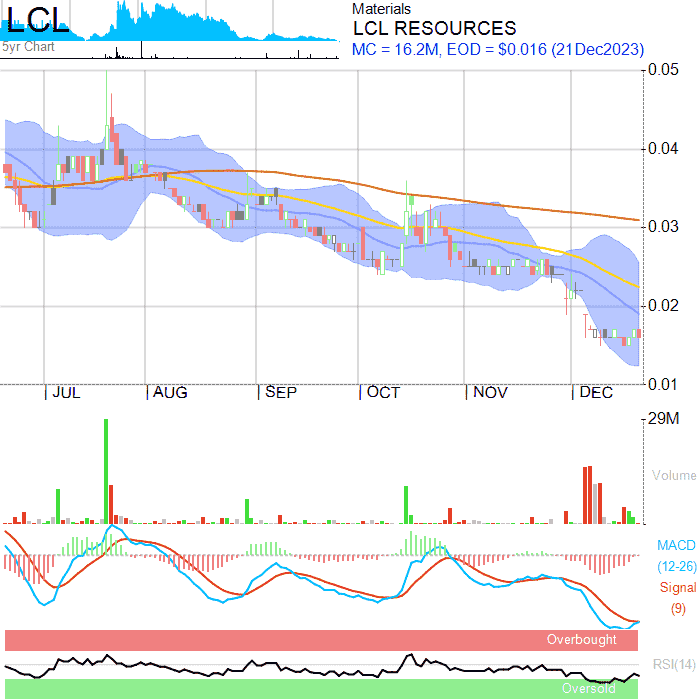 LCL
5yr Chart
Materials
LCL RESOURCES
MC = 16.2M, EOD = $0.016 (21Dec2023)
0.05
0.04
0.03
0.02
0.01
JUL AUG SEP OCT NOV DEC
29M
Volume
MACD
(12-26)
Signal
(9)
Overbought
RSI(14)
Oversold